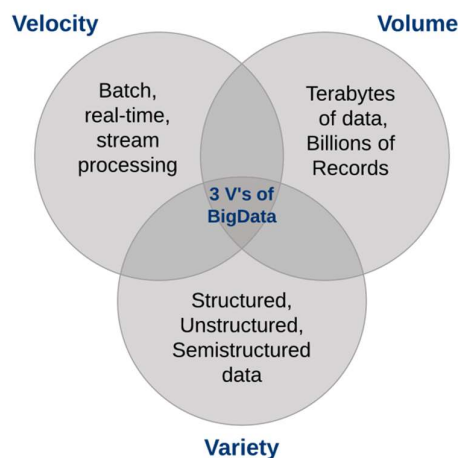 Velocity
Volume
Batch,
real-time,
stream
processing
Terabytes
of data,
Billions of
Records
3 V's of
BigData
Structured,
Unstructured,
Semistructured
data
Variety